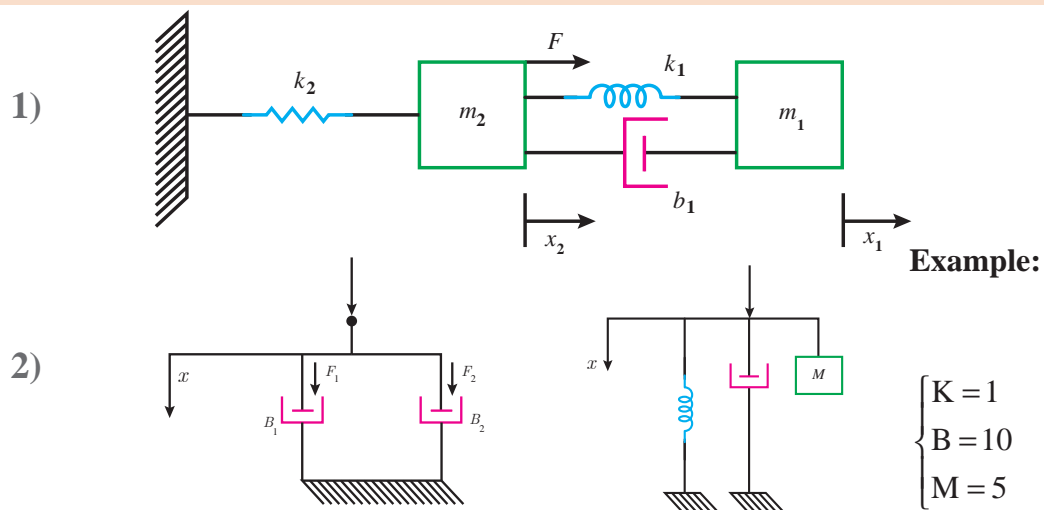 1)
k₂
m₂
F
k₁
m₁
b₁
x₂
x₁
Example:
2)
x
F₁
F₂
B₁
B₂
x
M
K = 1
B = 10
M = 5